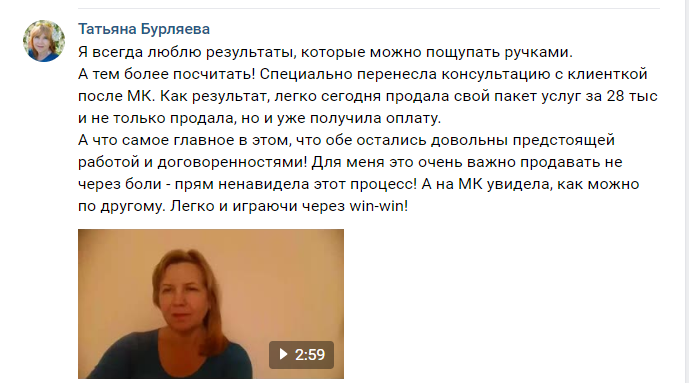 Татьяна Бурляева
Я всегда люблю результаты, которые можно пощупать ручками.
А тем более посчитать! Специально перенесла консультацию с клиенткой
после МК. Как результат, легко сегодня продала свой пакет услуг за 28 тыс
и не только продала, но и уже получила оплату.
А что самое главное в этом, что обе остались довольны предстоящей
работой и договоренностями! Для меня это очень важно продавать не
через боли - прям ненавидела этот процесс! А на МК увидела, как можно
по другому. Легко и играючи через win-win!
2:59